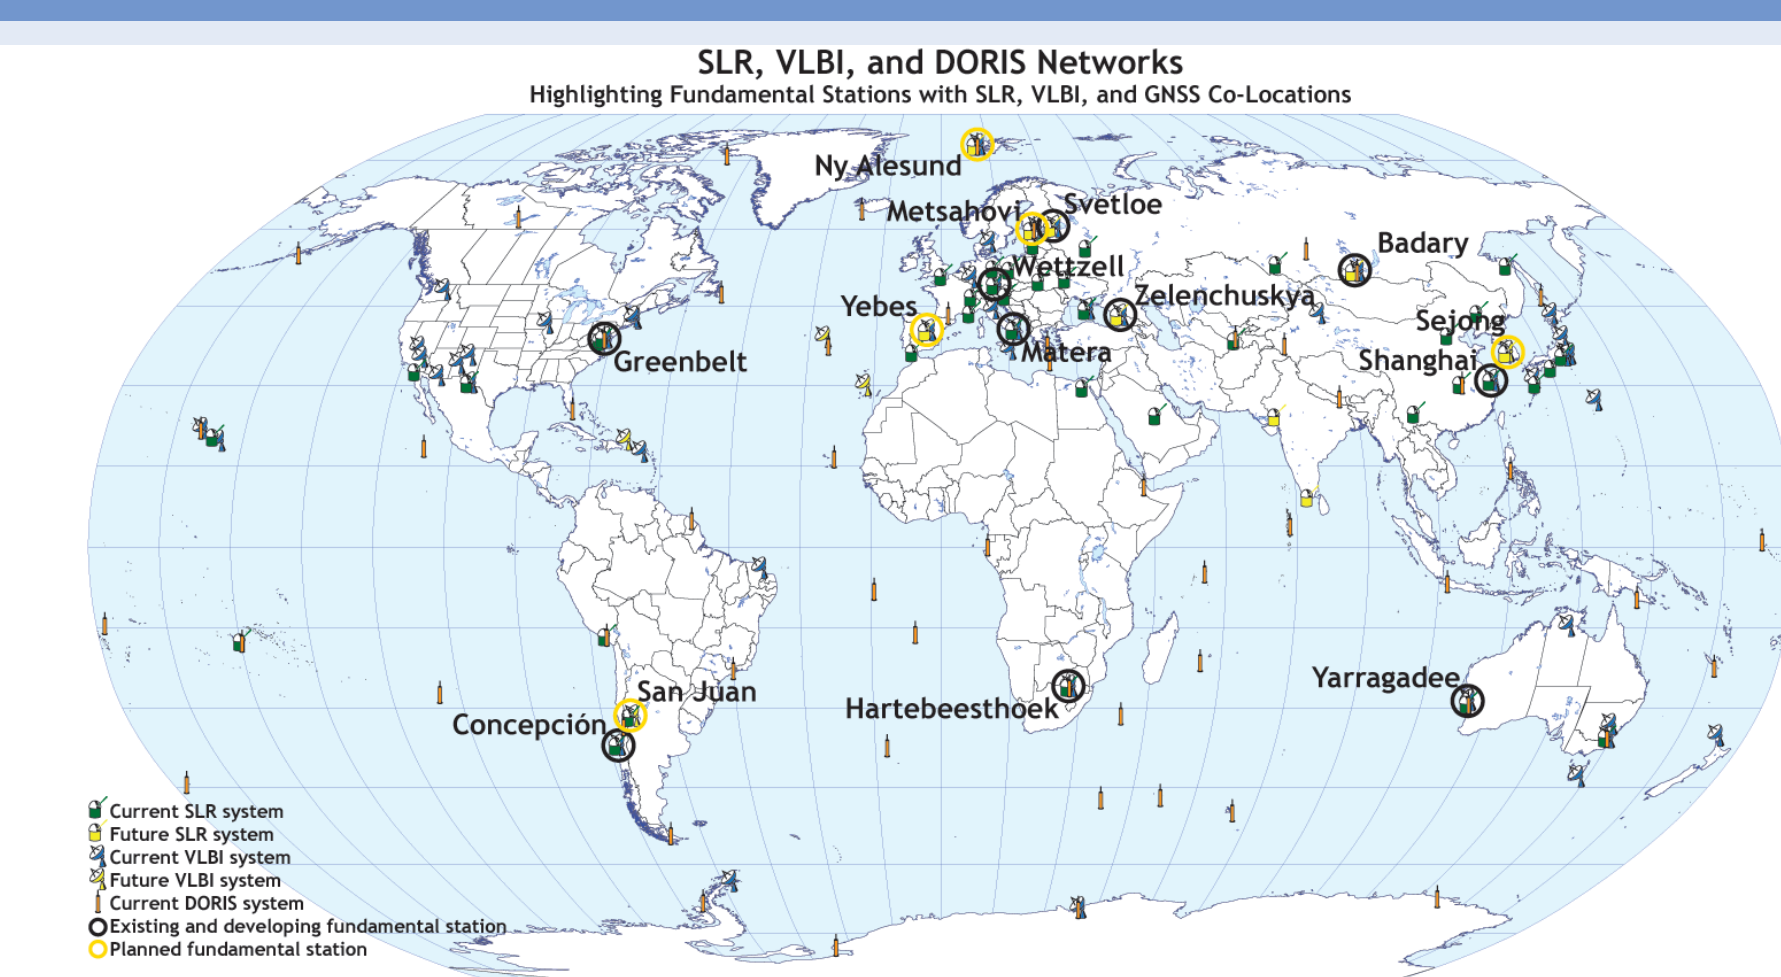 SLR, VLBI, and DORIS Networks
Highlighting Fundamental Stations with SLR, VLBI, and GNSS Co-Locations
Ny Alesund
Metsahovi
Svetloe
Badary
Wettzell
Zelenchuskya
Yebes
Sejong
Matera
Shanghai
Greenbelt
Yarragadee
San Juan
Hartebeesthoek
Concepción
Current SLR system
Future SLR system
Current VLBI system
Future VLBI system
Current DORIS system
Existing and developing fundamental station
Planned fundamental station